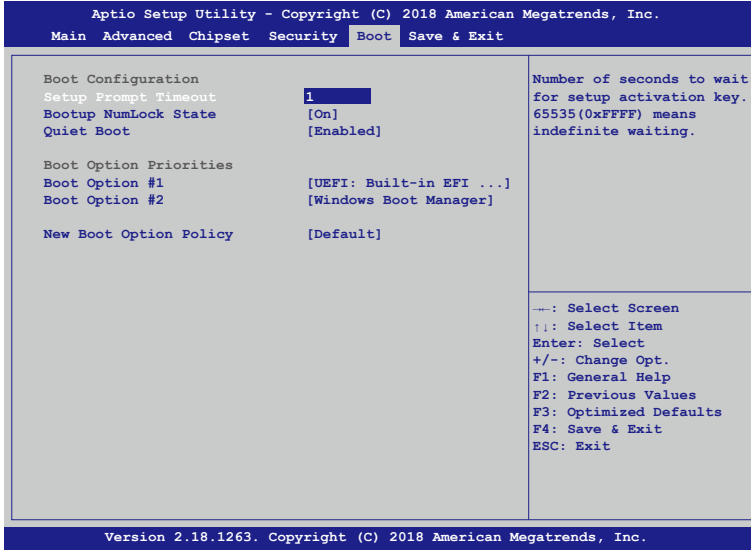 Aptio Setup Utility - Copyright (C) 2018 American Megatrends, Inc.
Main Advanced Chipset Security Boot Save & Exit
Boot Configuration
Setup Prompt Timeout 1
Bootup NumLock State [On]
Quiet Boot [Enabled]
Boot Option Priorities
Boot Option #1 [UEFI: Built-in EFI ...]
Boot Option #2 [Windows Boot Manager]
New Boot Option Policy [Default]
Number of seconds to wait
for setup activation key.
65535(0xFFFF) means
indefinite waiting.
→←: Select Screen
↑↓: Select Item
Enter: Select
+/-: Change Opt.
F1: General Help
F2: Previous Values
F3: Optimized Defaults
F4: Save & Exit
ESC: Exit
Version 2.18.1263. Copyright (C) 2018 American Megatrends, Inc.